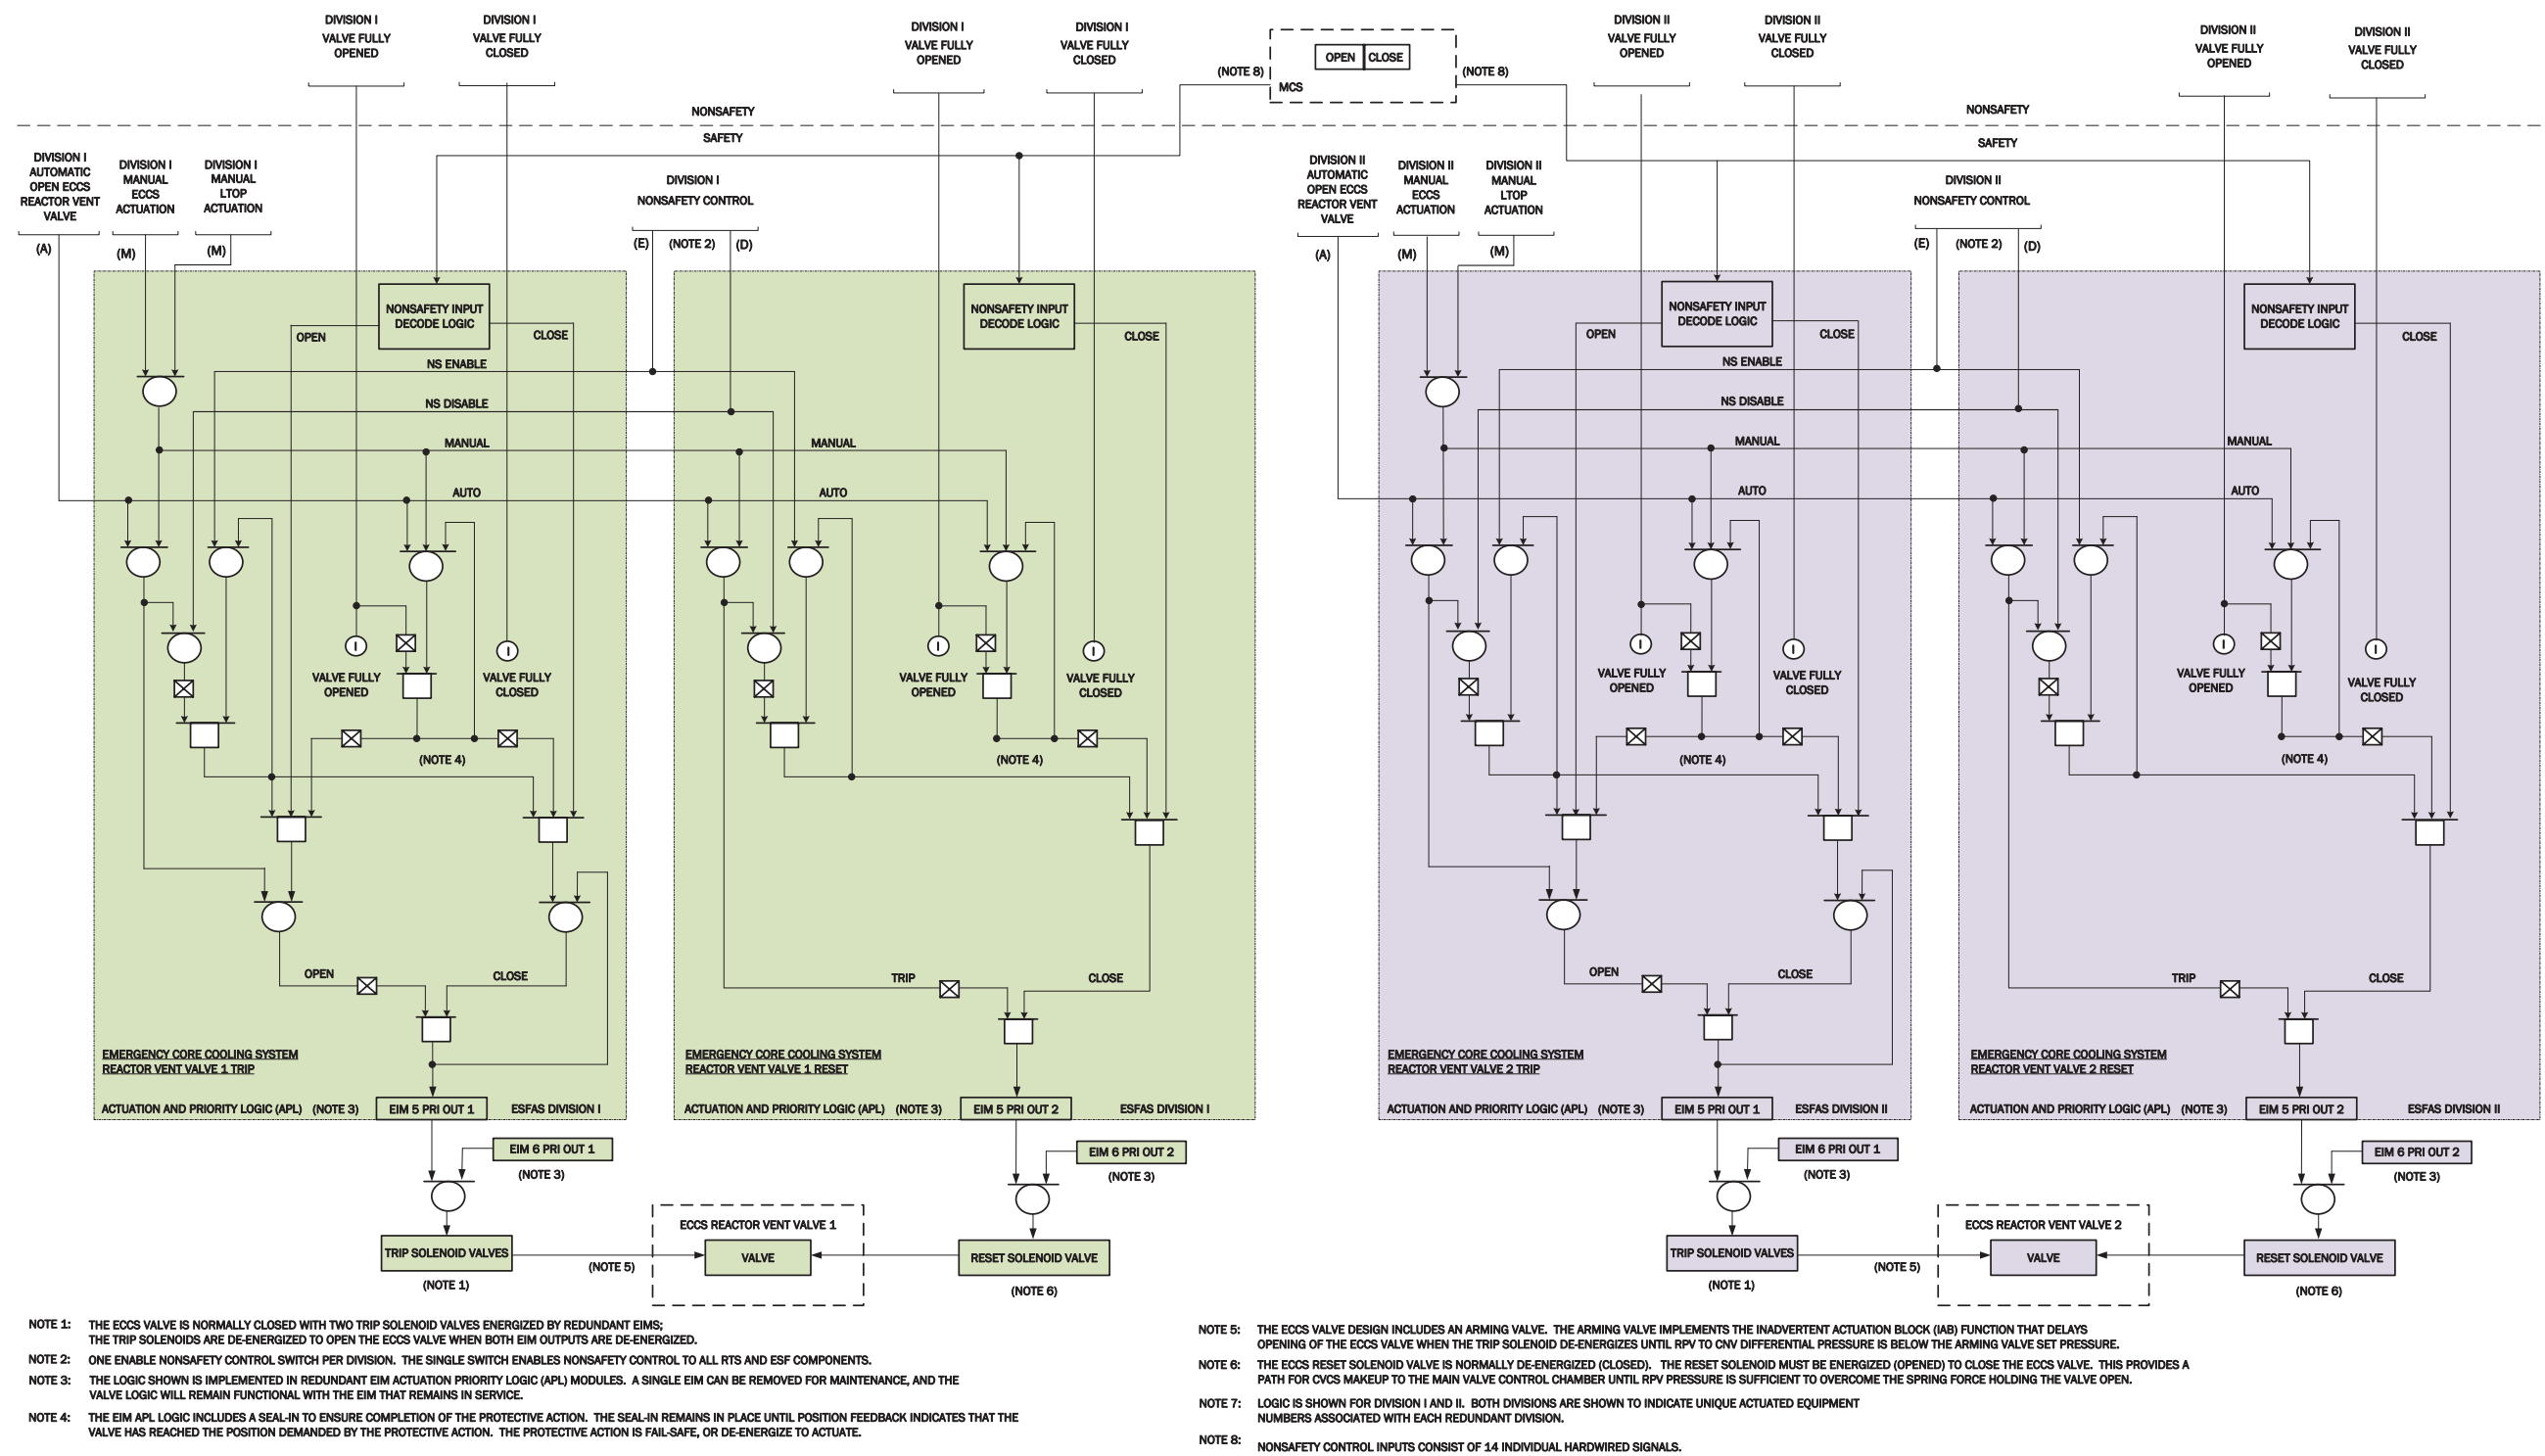 DIVISION I
VALVE FULLY
OPENED
DIVISION I
VALVE FULLY
CLOSED
DIVISION I
VALVE FULLY
OPENED
DIVISION I
VALVE FULLY
CLOSED
(NOTE 8)
OPEN
CLOSE
MCS
(NOTE 8)
DIVISION II
VALVE FULLY
OPENED
DIVISION II
VALVE FULLY
CLOSED
DIVISION II
VALVE FULLY
OPENED
DIVISION II
VALVE FULLY
CLOSED
NONSAFETY
SAFETY
NONSAFETY
SAFETY
DIVISION I
AUTOMATIC
OPEN ECCS
REACTOR VENT
VALVE
(A)
DIVISION I
MANUAL
ECCS
ACTUATION
(M)
DIVISION I
MANUAL
LTOP
ACTUATION
(M)
DIVISION I
NONSAFETY CONTROL
(E)
(NOTE 2)
(D)
DIVISION II
AUTOMATIC
OPEN ECCS
REACTOR VENT
VALVE
(A)
DIVISION II
MANUAL
ECCS
ACTUATION
(M)
DIVISION II
MANUAL
LTOP
ACTUATION
(M)
DIVISION II
NONSAFETY CONTROL
(E)
(NOTE 2)
(D)
NONSAFETY INPUT
DECODE LOGIC
OPEN
CLOSE
NS ENABLE
NS DISABLE
MANUAL
AUTO
I
VALVE FULLY
OPENED
I
VALVE FULLY
CLOSED
(NOTE 4)
OPEN
CLOSE
EMERGENCY CORE COOLING SYSTEM
REACTOR VENT VALVE 1 TRIP
ACTUATION AND PRIORITY LOGIC (APL)
(NOTE 3)
EIM 5 PRI OUT 1
ESFAS DIVISION I
NONSAFETY INPUT
DECODE LOGIC
CLOSE
MANUAL
AUTO
I
VALVE FULLY
OPENED
I
VALVE FULLY
CLOSED
(NOTE 4)
TRIP
CLOSE
EMERGENCY CORE COOLING SYSTEM
REACTOR VENT VALVE 1 RESET
ACTUATION AND PRIORITY LOGIC (APL)
(NOTE 3)
EIM 5 PRI OUT 2
ESFAS DIVISION I
NONSAFETY INPUT
DECODE LOGIC
OPEN
CLOSE
NS ENABLE
NS DISABLE
MANUAL
AUTO
I
VALVE FULLY
OPENED
I
VALVE FULLY
CLOSED
(NOTE 4)
OPEN
CLOSE
EMERGENCY CORE COOLING SYSTEM
REACTOR VENT VALVE 2 TRIP
ACTUATION AND PRIORITY LOGIC (APL)
(NOTE 3)
EIM 5 PRI OUT 1
ESFAS DIVISION II
NONSAFETY INPUT
DECODE LOGIC
CLOSE
MANUAL
AUTO
I
VALVE FULLY
OPENED
I
VALVE FULLY
CLOSED
(NOTE 4)
TRIP
CLOSE
EMERGENCY CORE COOLING SYSTEM
REACTOR VENT VALVE 2 RESET
ACTUATION AND PRIORITY LOGIC (APL)
(NOTE 3)
EIM 5 PRI OUT 2
ESFAS DIVISION II
EIM 6 PRI OUT 1
(NOTE 3)
TRIP SOLENOID VALVES
(NOTE 1)
(NOTE 5)
ECCS REACTOR VENT VALVE 1
VALVE
EIM 6 PRI OUT 2
(NOTE 3)
RESET SOLENOID VALVE
(NOTE 6)
EIM 6 PRI OUT 1
(NOTE 3)
TRIP SOLENOID VALVES
(NOTE 1)
(NOTE 5)
ECCS REACTOR VENT VALVE 2
VALVE
EIM 6 PRI OUT 2
(NOTE 3)
RESET SOLENOID VALVE
(NOTE 6)
NOTE 1: THE ECCS VALVE IS NORMALLY CLOSED WITH TWO TRIP SOLENOID VALVES ENERGIZED BY REDUNDANT EIMS;
THE TRIP SOLENOIDS ARE DE-ENERGIZED TO OPEN THE ECCS VALVE WHEN BOTH EIM OUTPUTS ARE DE-ENERGIZED.
NOTE 2: ONE ENABLE NONSAFETY CONTROL SWITCH PER DIVISION. THE SINGLE SWITCH ENABLES NONSAFETY CONTROL TO ALL RTS AND ESF COMPONENTS.
NOTE 3: THE LOGIC SHOWN IS IMPLEMENTED IN REDUNDANT EIM ACTUATION PRIORITY LOGIC (APL) MODULES. A SINGLE EIM CAN BE REMOVED FOR MAINTENANCE, AND THE
VALVE LOGIC WILL REMAIN FUNCTIONAL WITH THE EIM THAT REMAINS IN SERVICE.
NOTE 4: THE EIM APL LOGIC INCLUDES A SEAL-IN TO ENSURE COMPLETION OF THE PROTECTIVE ACTION. THE SEAL-IN REMAINS IN PLACE UNTIL POSITION FEEDBACK INDICATES THAT THE
VALVE HAS REACHED THE POSITION DEMANDED BY THE PROTECTIVE ACTION. THE PROTECTIVE ACTION IS FAIL-SAFE, OR DE-ENERGIZE TO ACTUATE.
NOTE 5: THE ECCS VALVE DESIGN INCLUDES AN ARMING VALVE. THE ARMING VALVE IMPLEMENTS THE INADVERTENT ACTUATION BLOCK (IAB) FUNCTION THAT DELAYS
OPENING OF THE ECCS VALVE WHEN THE TRIP SOLENOID DE-ENERGIZES UNTIL RPV TO CNV DIFFERENTIAL PRESSURE IS BELOW THE ARMING VALVE SET PRESSURE.
NOTE 6: THE ECCS RESET SOLENOID VALVE IS NORMALLY DE-ENERGIZED (CLOSED). THE RESET SOLENOID MUST BE ENERGIZED (OPENED) TO CLOSE THE ECCS VALVE. THIS PROVIDES A
PATH FOR CVCS MAKEUP TO THE MAIN VALVE CONTROL CHAMBER UNTIL RPV PRESSURE IS SUFFICIENT TO OVERCOME THE SPRING FORCE HOLDING THE VALVE OPEN.
NOTE 7: LOGIC IS SHOWN FOR DIVISION I AND II. BOTH DIVISIONS ARE SHOWN TO INDICATE UNIQUE ACTUATED EQUIPMENT
NUMBERS ASSOCIATED WITH EACH REDUNDANT DIVISION.
NOTE 8: NONSAFETY CONTROL INPUTS CONSIST OF 14 INDIVIDUAL HARDWIRED SIGNALS.